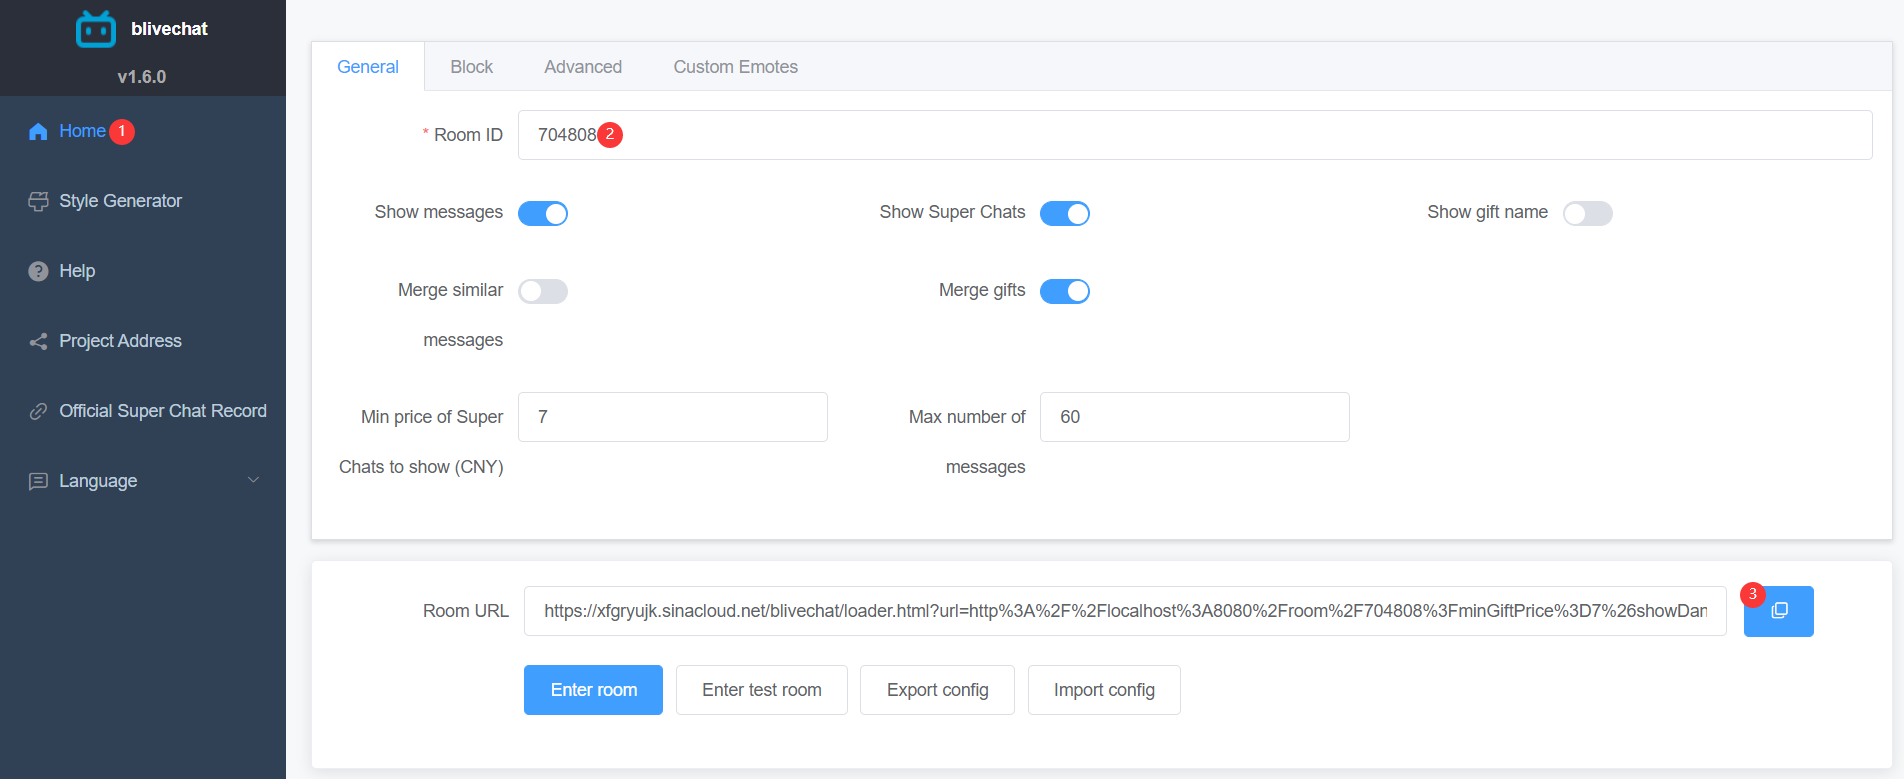 blivechat
v1.6.0
Home 1
Style Generator
Help
Project Address
Official Super Chat Record
Language
General Block Advanced Custom Emotes
* Room ID 704808 2
Show messages Show Super Chats Show gift name
Merge similar messages Merge gifts
Min price of Super Chats to show (CNY) 7 Max number of messages 60
Room URL https://xfgryujk.sinacloud.net/blivechat/loader.html?url=http%3A%2F%2Flocalhost%3A8080%2Froom%2F704808%3FminGiftPrice%3D7%26showDan 3
Enter room Enter test room Export config Import config